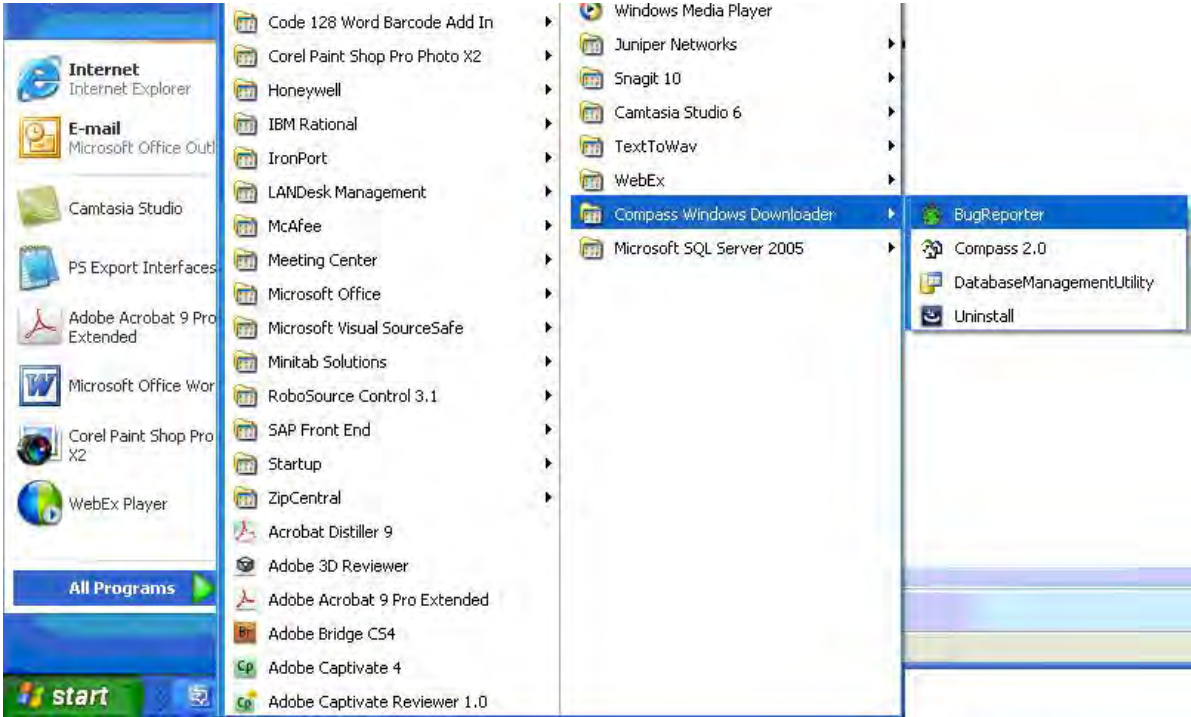 Internet
Internet Explorer
E-mail
Microsoft Office Outl
Camtasia Studio
PS Export Interfaces
Adobe Acrobat 9 Pro
Extended
Microsoft Office Wor
Corel Paint Shop Pro
X2
WebEx Player
All Programs
start
Code 128 Word Barcode Add In
Corel Paint Shop Pro Photo X2
Honeywell
IBM Rational
IronPort
LANDesk Management
McAfee
Meeting Center
Microsoft Office
Microsoft Visual SourceSafe
Minitab Solutions
RoboSource Control 3.1
SAP Front End
Startup
ZipCentral
Acrobat Distiller 9
Adobe 3D Reviewer
Adobe Acrobat 9 Pro Extended
Br Adobe Bridge CS4
Cp Adobe Captivate 4
Cp Adobe Captivate Reviewer 1.0
Windows Media Player
Juniper Networks
Snagit 10
Camtasia Studio 6
TextToWav
WebEx
Compass Windows Downloader
Microsoft SQL Server 2005
BugReporter
Compass 2.0
DatabaseManagementUtility
Uninstall